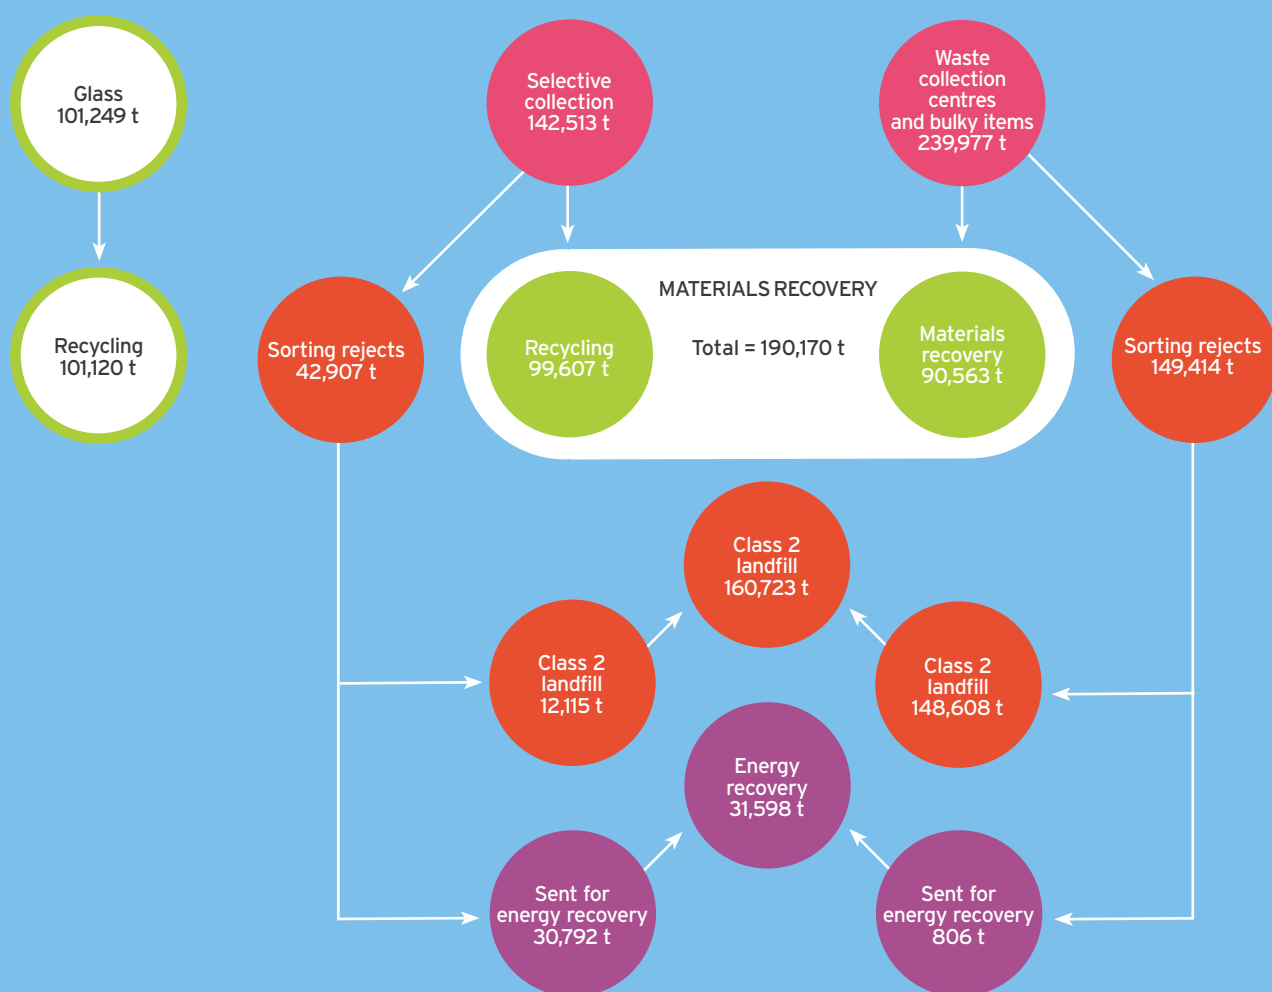 Glass
101,249 t
Selective
collection
142,513 t
Waste
collection
centres
and bulky items
239,977 t
Recycling
101,120 t
Sorting rejects
42,907 t
MATERIALS RECOVERY
Recycling
99,607 t
Total = 190,170 t
Materials
recovery
90,563 t
Sorting rejects
149,414 t
Class 2
landfill
160,723 t
Class 2
landfill
12,115 t
Class 2
landfill
148,608 t
Energy
recovery
31,598 t
Sent for
energy recovery
30,792 t
Sent for
energy recovery
806 t